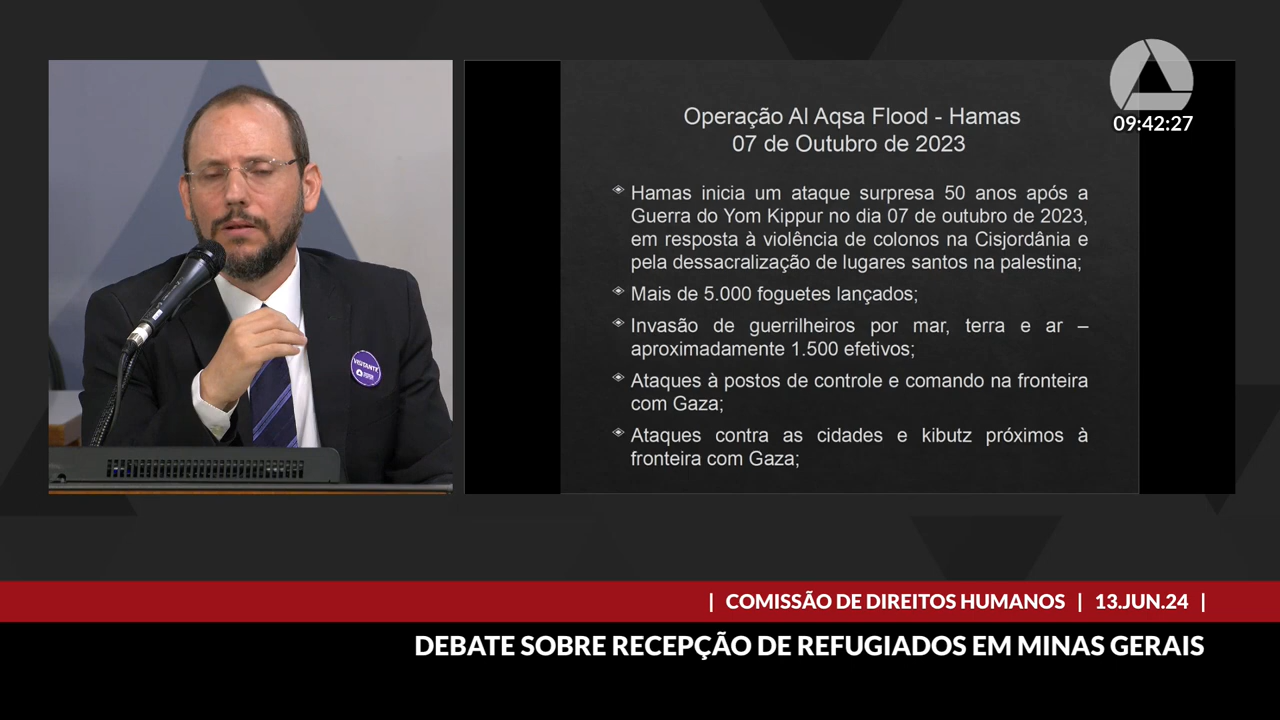 09:42:27
Operação Al Aqsa Flood - Hamas
07 de Outubro de 2023
Hamas inicia um ataque surpresa 50 anos após a
Guerra do Yom Kippur no dia 07 de outubro de 2023,
em resposta à violência de colonos na Cisjordânia e
pela dessacralização de lugares santos na palestina;
Mais de 5.000 foguetes lançados;
Invasão de guerrilheiros por mar, terra e ar –
aproximadamente 1.500 efetivos;
Ataques à postos de controle e comando na fronteira
com Gaza;
Ataques contra as cidades e kibutz próximos à
fronteira com Gaza;
VISITANTE
| COMISSÃO DE DIREITOS HUMANOS | 13.JUN.24 |
DEBATE SOBRE RECEPÇÃO DE REFUGIADOS EM MINAS GERAIS